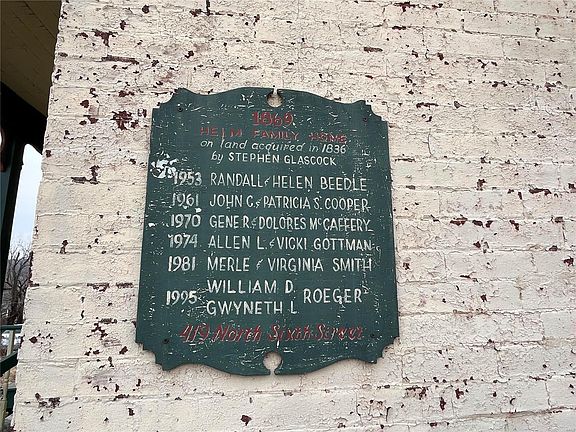 1869
HELM FAMILY HOME
on land acquired in 1836
by STEPHEN GLASCOCK
1953 RANDALL & HELEN BEEDLE
1961 JOHN C. & PATRICIA S. COOPER
1970 GENE R. & DOLORES McCAFFERY
1974 ALLEN L. & VICKI GOTTMAN
1981 MERLE & VIRGINIA SMITH
1995 WILLIAM D. ROEGER
GWYNETH L
419 North Sixth Street